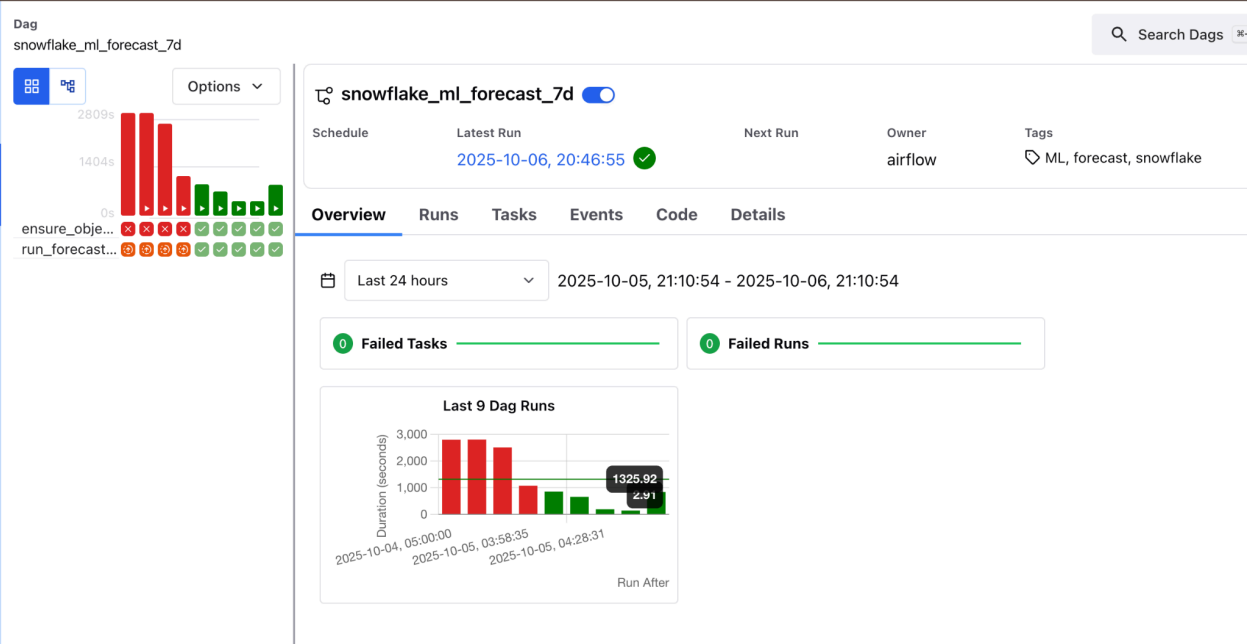 Dag
snowflake_ml_forecast_7d
Search Dags
Options
2809s
1404s
0s
ensure_obje...
run_forecast...
snowflake_ml_forecast_7d
Schedule Latest Run Next Run Owner Tags
2025-10-06, 20:46:55 airflow ML, forecast, snowflake
Overview Runs Tasks Events Code Details
Last 24 hours 2025-10-05, 21:10:54 - 2025-10-06, 21:10:54
0 Failed Tasks 0 Failed Runs
Last 9 Dag Runs
Duration (seconds)
3,000
2,000
1,000
0
1325.92
2.91
2025-10-04, 05:00:00
2025-10-05, 03:58:35
2025-10-05, 04:28:31
Run After